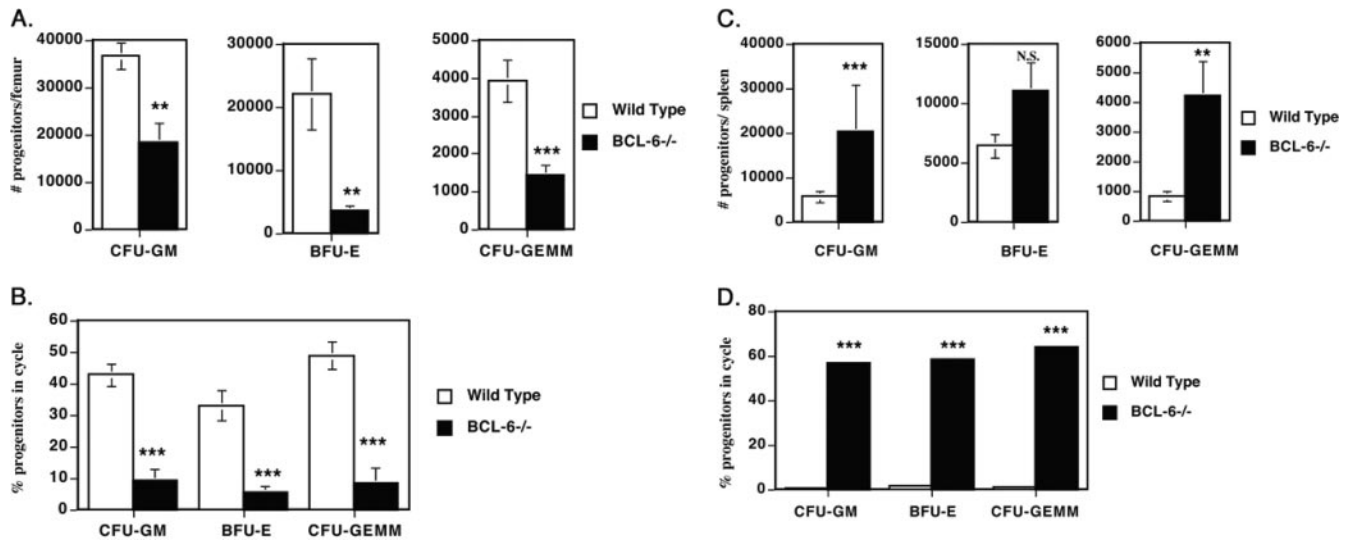 A.
# progenitors/femur
40000
30000
20000
10000
0
**
CFU-GM
30000
20000
10000
0
**
BFU-E
5000
4000
3000
2000
1000
0
***
CFU-GEMM
Wild Type
BCL-6-/-
B.
% progenitors in cycle
60
50
40
30
20
10
0
***
***
***
CFU-GM
BFU-E
CFU-GEMM
Wild Type
BCL-6-/-
C.
# progenitors/ spleen
40000
30000
20000
10000
0
***
CFU-GM
15000
10000
5000
0
N.S.
BFU-E
6000
5000
4000
3000
2000
1000
0
**
CFU-GEMM
Wild Type
BCL-6-/-
D.
% progenitors in cycle
80
60
40
20
0
***
***
***
CFU-GM
BFU-E
CFU-GEMM
Wild Type
BCL-6-/-